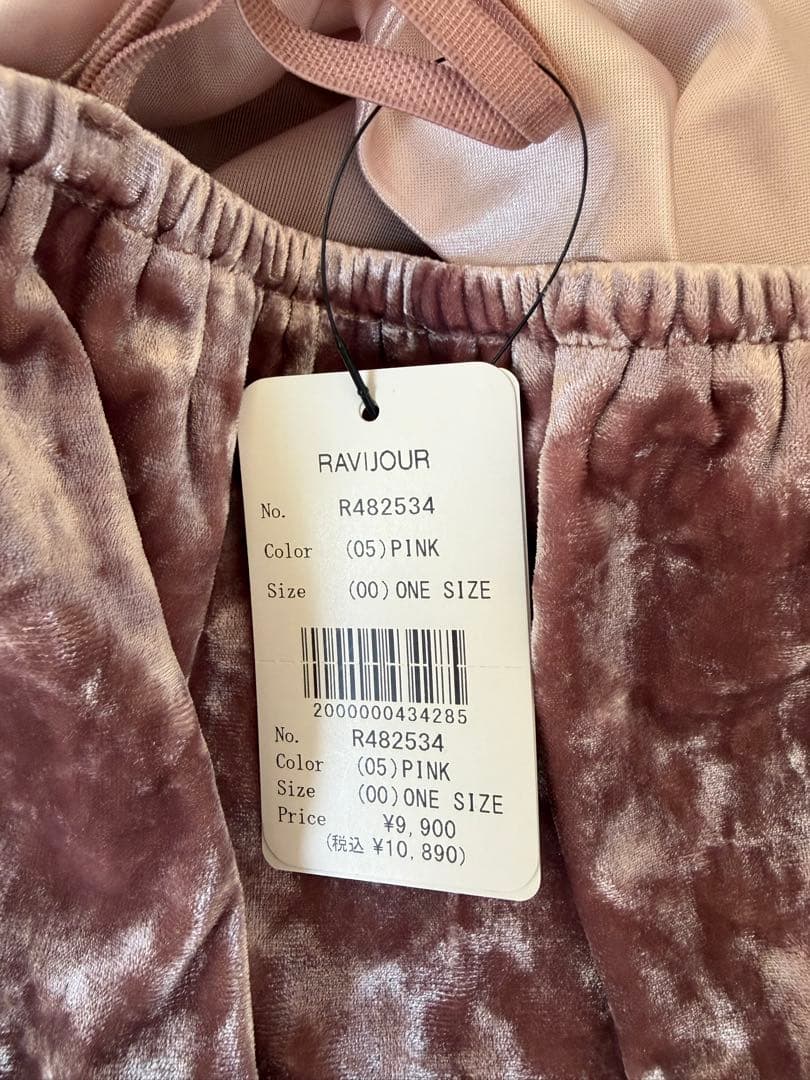 RAVIJOUR
No. R482534
Color (05)PINK
Size (00)ONE SIZE
2000000434285
No. R482534
Color (05)PINK
Size (00)ONE SIZE
Price ¥9,900
(税込 ¥10,890)